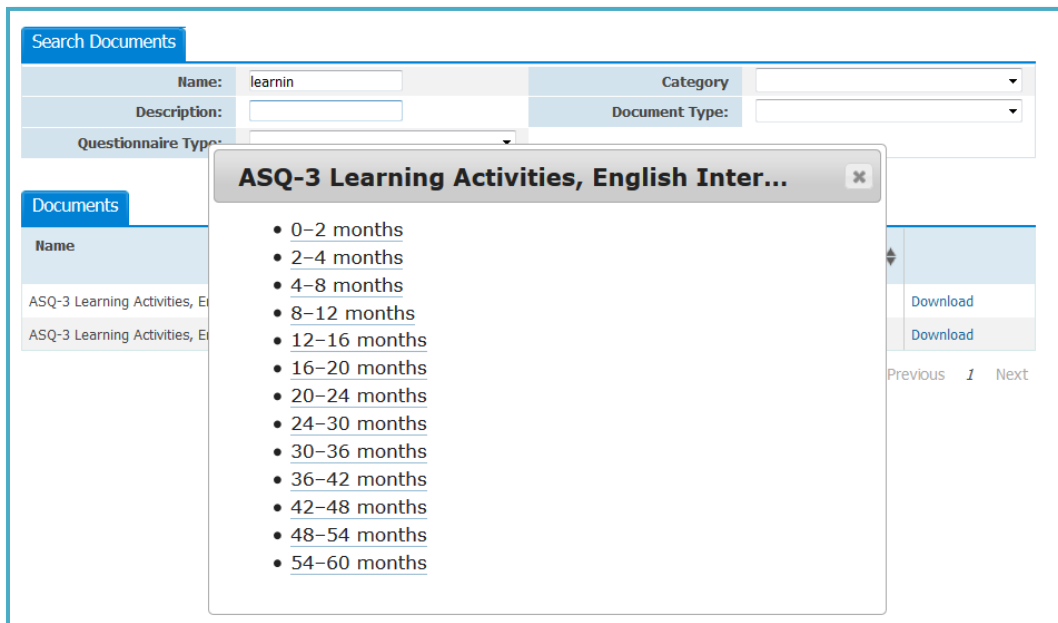 Search Documents
Name: learnin Category
Description: Document Type:
Questionnaire Type:
ASQ-3 Learning Activities, English Inter...
Documents
Name
0–2 months
2–4 months
4–8 months
8–12 months
12–16 months
16–20 months
20–24 months
24–30 months
30–36 months
36–42 months
42–48 months
48–54 months
54–60 months
ASQ-3 Learning Activities, Download
ASQ-3 Learning Activities, Download
Previous 1 Next